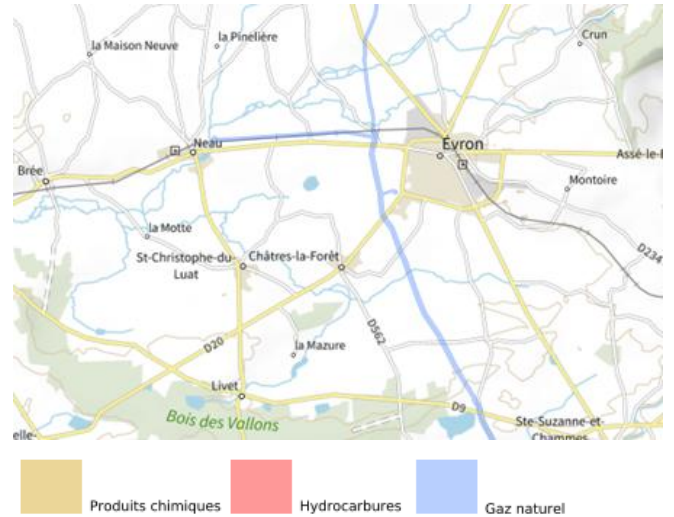 la Maison Neuve
la Pinelière
Crun
Neau
Évron
Brée
Assé-le-B
Montoire
la Motte
D234
St-Christophe-du-
Luat
Châtres-la-Forêt
D20
D562
la Mazure
Livet
D9
Bois des Vallons
Ste-Suzanne-et-
Chammes
elle-
Produits chimiques
Hydrocarbures
Gaz naturel